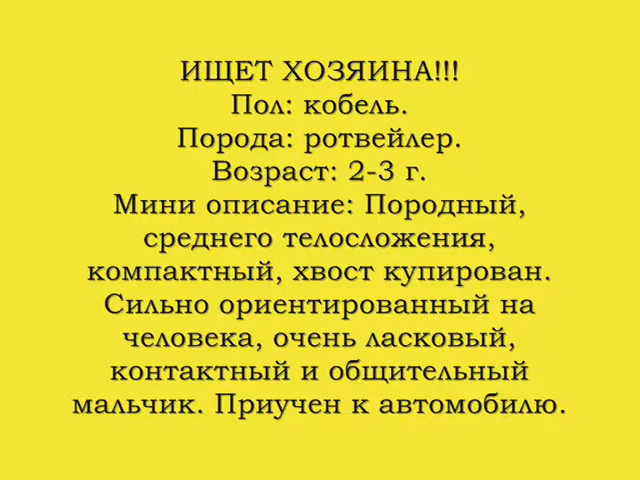 ИЩЕТ ХОЗЯИНА!!!
Пол: кобель.
Порода: ротвейлер.
Возраст: 2-3 г.
Мини описание: Породный,
среднего телосложения,
компактный, хвост купирован.
Сильно ориентированный на
человека, очень ласковый,
контактный и общительный
мальчик. Приучен к автомобилю.